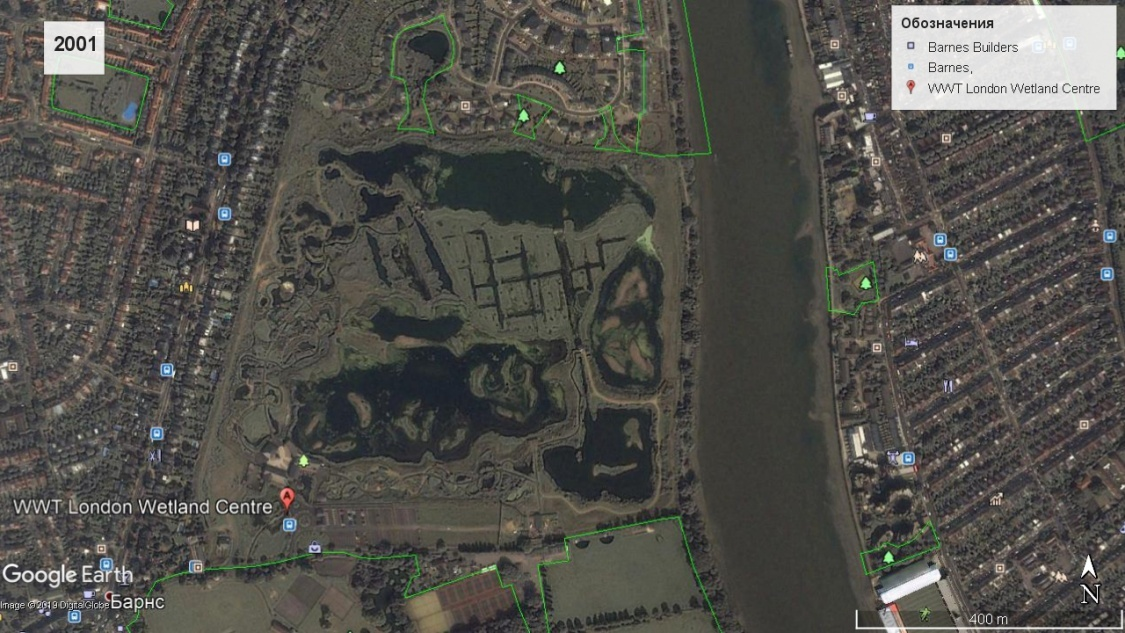 2001
Обозначения
Barnes Builders
Barnes,
WWT London Wetland Centre
A
WWT London Wetland Centre
Google Earth
Image © 2019 DigitalGlobe
Барнс
N
400 m